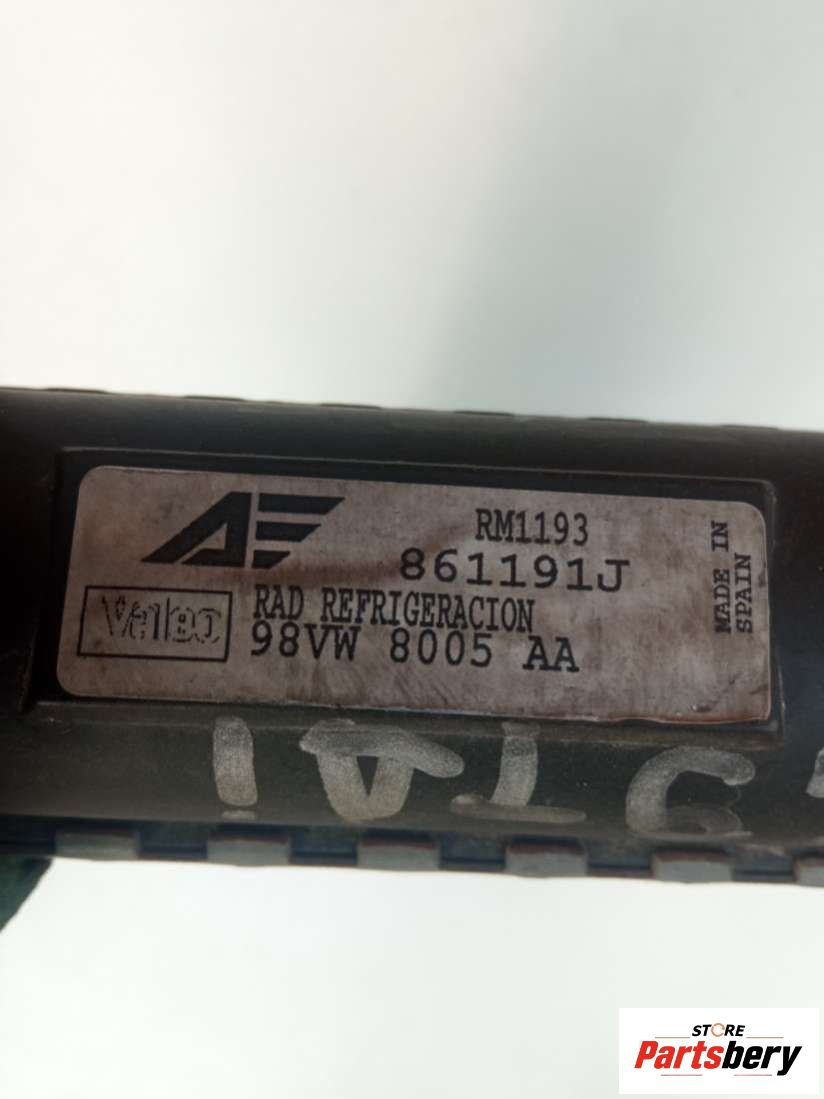 RM1193
861191J
Valeo
RAD REFRIGERACION
98VW 8005 AA
MADE IN
SPAIN
STORE
Partsbery